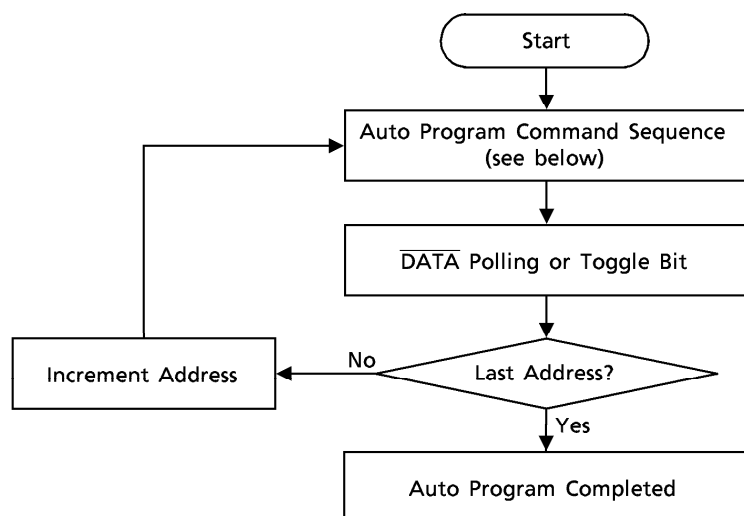 Start
Auto Program Command Sequence
(see below)
D̅A̅T̅A̅ Polling or Toggle Bit
Last Address?
No
Increment Address
Yes
Auto Program Completed